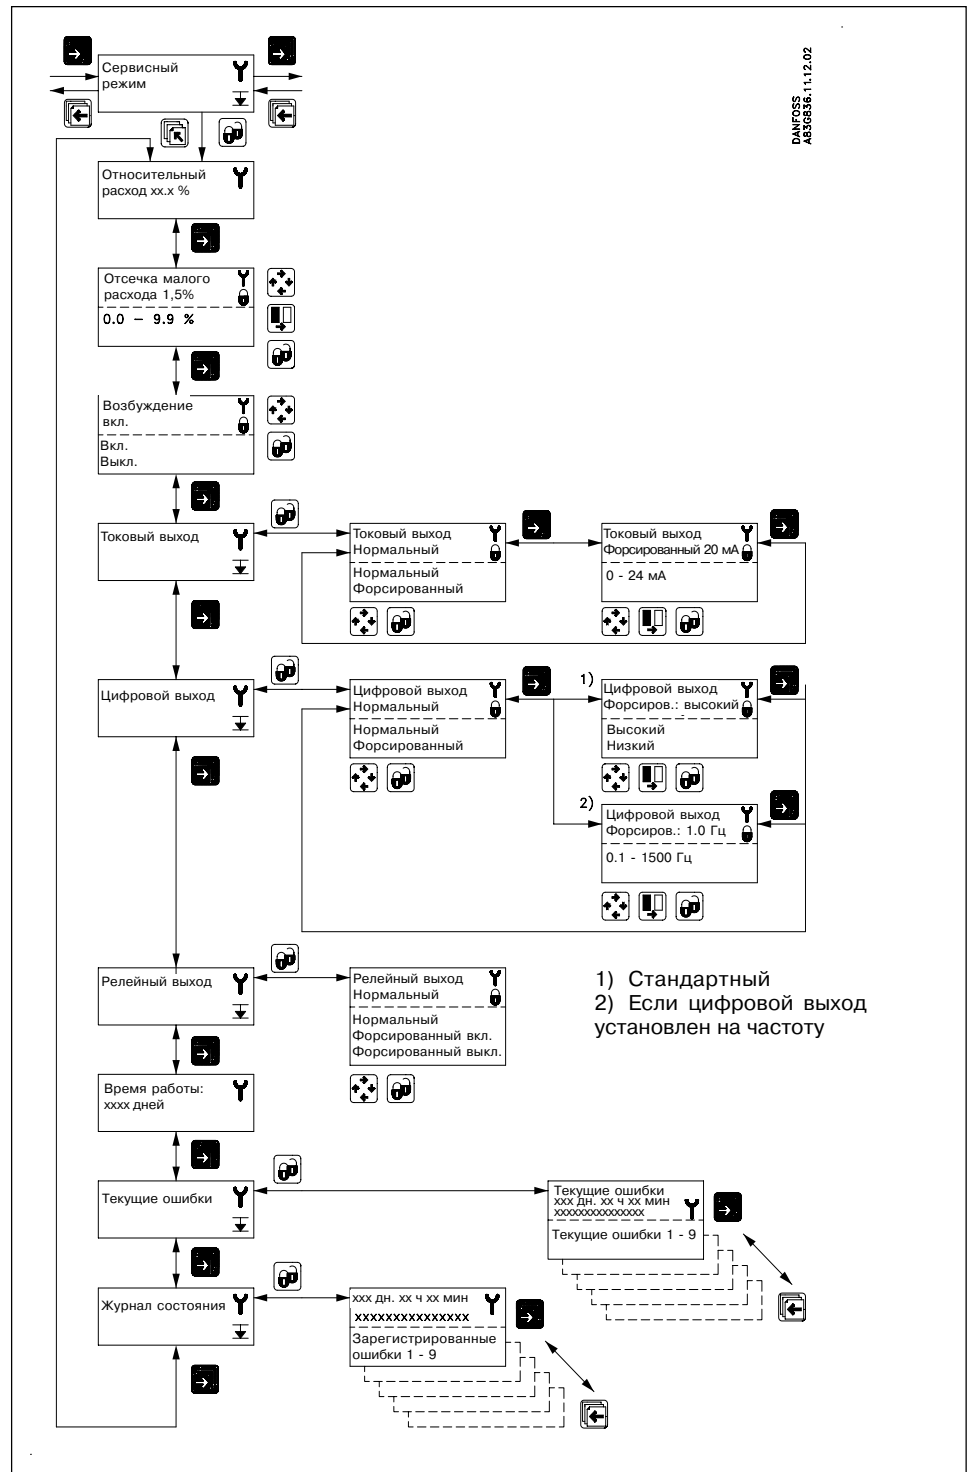 DANFOSS
A83G836.11.12.02
Сервисный
режим
Относительный
расход xx.x %
Отсечка малого
расхода 1,5%
0.0 – 9.9 %
Возбуждение
вкл.
Вкл.
Выкл.
Токовый выход
Токовый выход
Нормальный
Нормальный
Форсированный
Токовый выход
Форсированный 20 мА
0 - 24 мА
Цифровой выход
Цифровой выход
Нормальный
Нормальный
Форсированный
1)
Цифровой выход
Форсиров.: высокий
Высокий
Низкий
2)
Цифровой выход
Форсиров.: 1.0 Гц
0.1 - 1500 Гц
Релейный выход
Релейный выход
Нормальный
Нормальный
Форсированный вкл.
Форсированный выкл.
1) Стандартный
2) Если цифровой выход
установлен на частоту
Время работы:
xxxx дней
Текущие ошибки
Текущие ошибки
xxx дн. xx ч xx мин
xxxxxxxxxxxxxxx
Текущие ошибки 1 - 9
Журнал состояния
xxx дн. xx ч xx мин
xxxxxxxxxxxxxxx
Зарегистрированные
ошибки 1 - 9